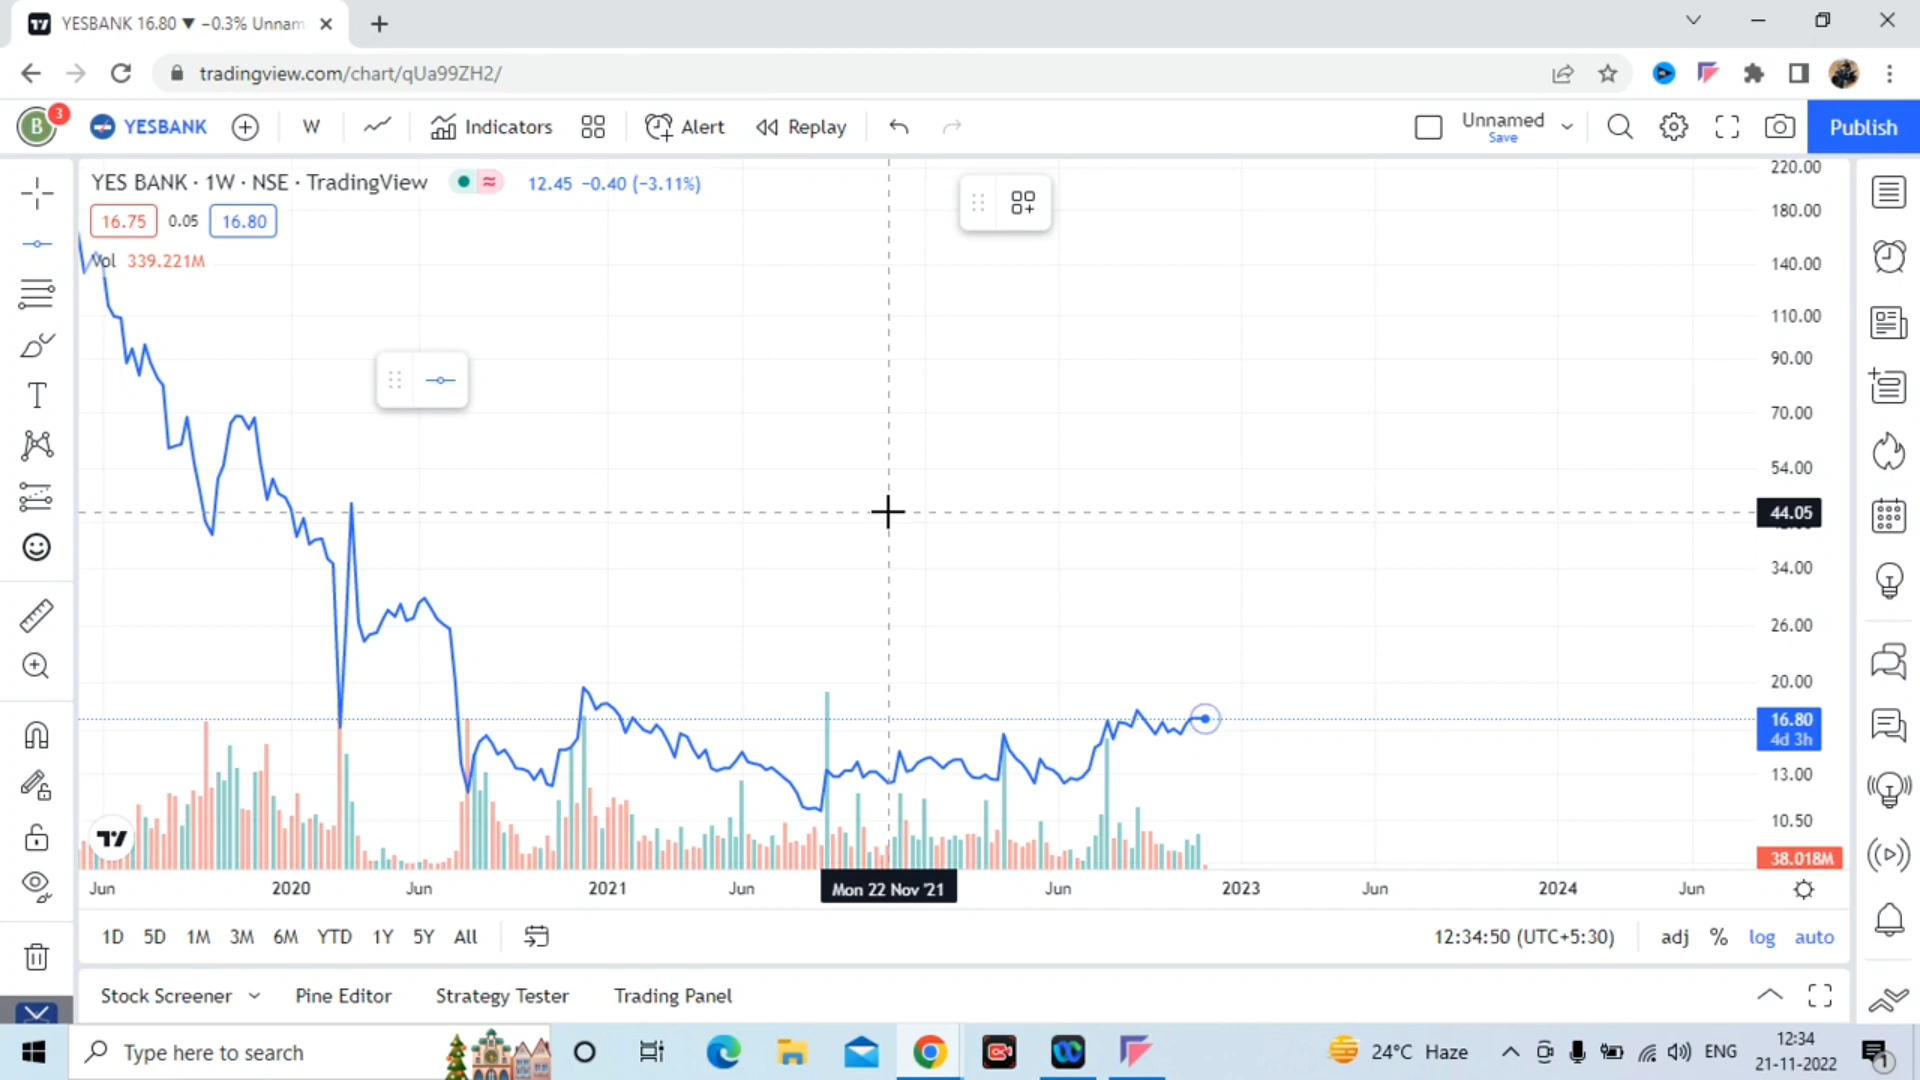 YESBANK 16.80 ▼ −0.3% Unnam
tradingview.com/chart/qUa99ZH2/
B
3
YESBANK
W
Indicators
Alert
Replay
Unnamed
Save
Publish
YES BANK · 1W · NSE · TradingView
12.45 −0.40 (−3.11%)
16.75 0.05 16.80
Vol 339.221M
220.00
180.00
140.00
110.00
90.00
70.00
54.00
44.05
34.00
26.00
20.00
16.80
4d 3h
13.00
10.50
38.018M
Jun 2020 Jun 2021 Jun Mon 22 Nov '21 Jun 2023 Jun 2024 Jun
1D 5D 1M 3M 6M YTD 1Y 5Y All
12:34:50 (UTC+5:30) adj % log auto
Stock Screener Pine Editor Strategy Tester Trading Panel
Type here to search
24°C Haze
ENG
12:34
21-11-2022
1